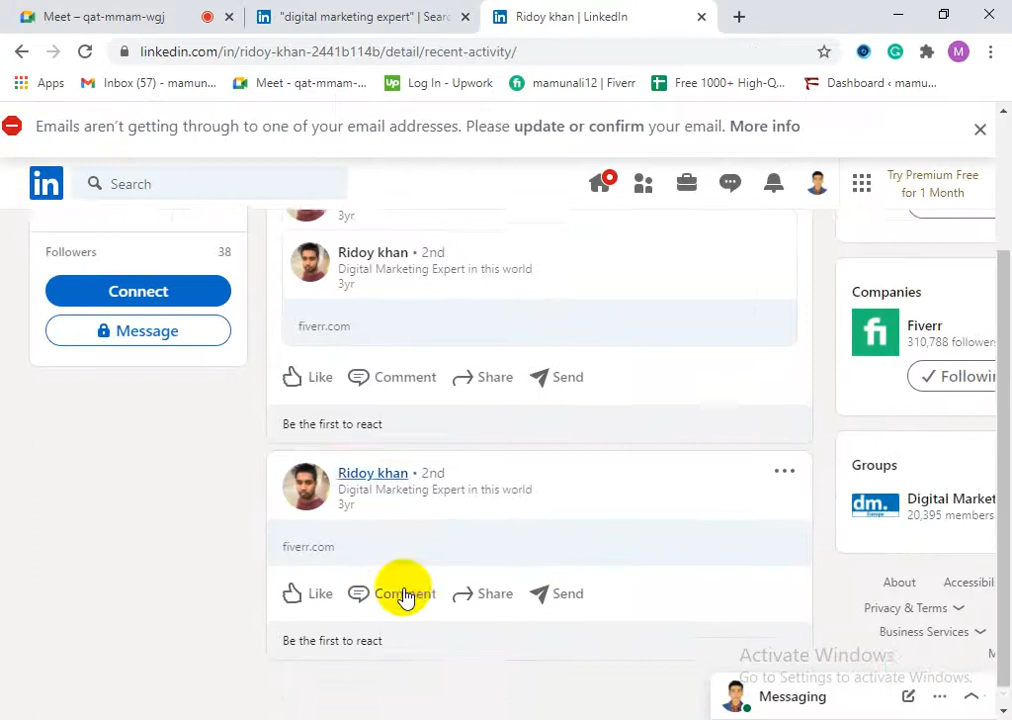 Meet – qat-mmam-wgj
"digital marketing expert" | Sear
Ridoy khan | LinkedIn
linkedin.com/in/ridoy-khan-2441b114b/detail/recent-activity/
M
Apps
Inbox (57) - mamun...
Meet - qat-mmam-...
Up
Log In - Upwork
fi
mamunali12 | Fiverr
Free 1000+ High-Q...
Dashboard ‹ mamu...
Emails aren't getting through to one of your email addresses. Please update or confirm your email. More info
in
Search
Try Premium Free
for 1 Month
3yr
Followers 38
Connect
Message
Ridoy khan • 2nd
Digital Marketing Expert in this world
3yr
fiverr.com
Like
Comment
Share
Send
Be the first to react
Ridoy khan • 2nd
Digital Marketing Expert in this world
3yr
fiverr.com
Like
Comment
Share
Send
Be the first to react
Companies
fi
Fiverr
310,788 followers
Followin
Groups
dm.
Digital Market
20,395 members
About
Accessibil
Privacy & Terms
Business Services
Activate Windows
Go to Settings to activate Windows.
Messaging